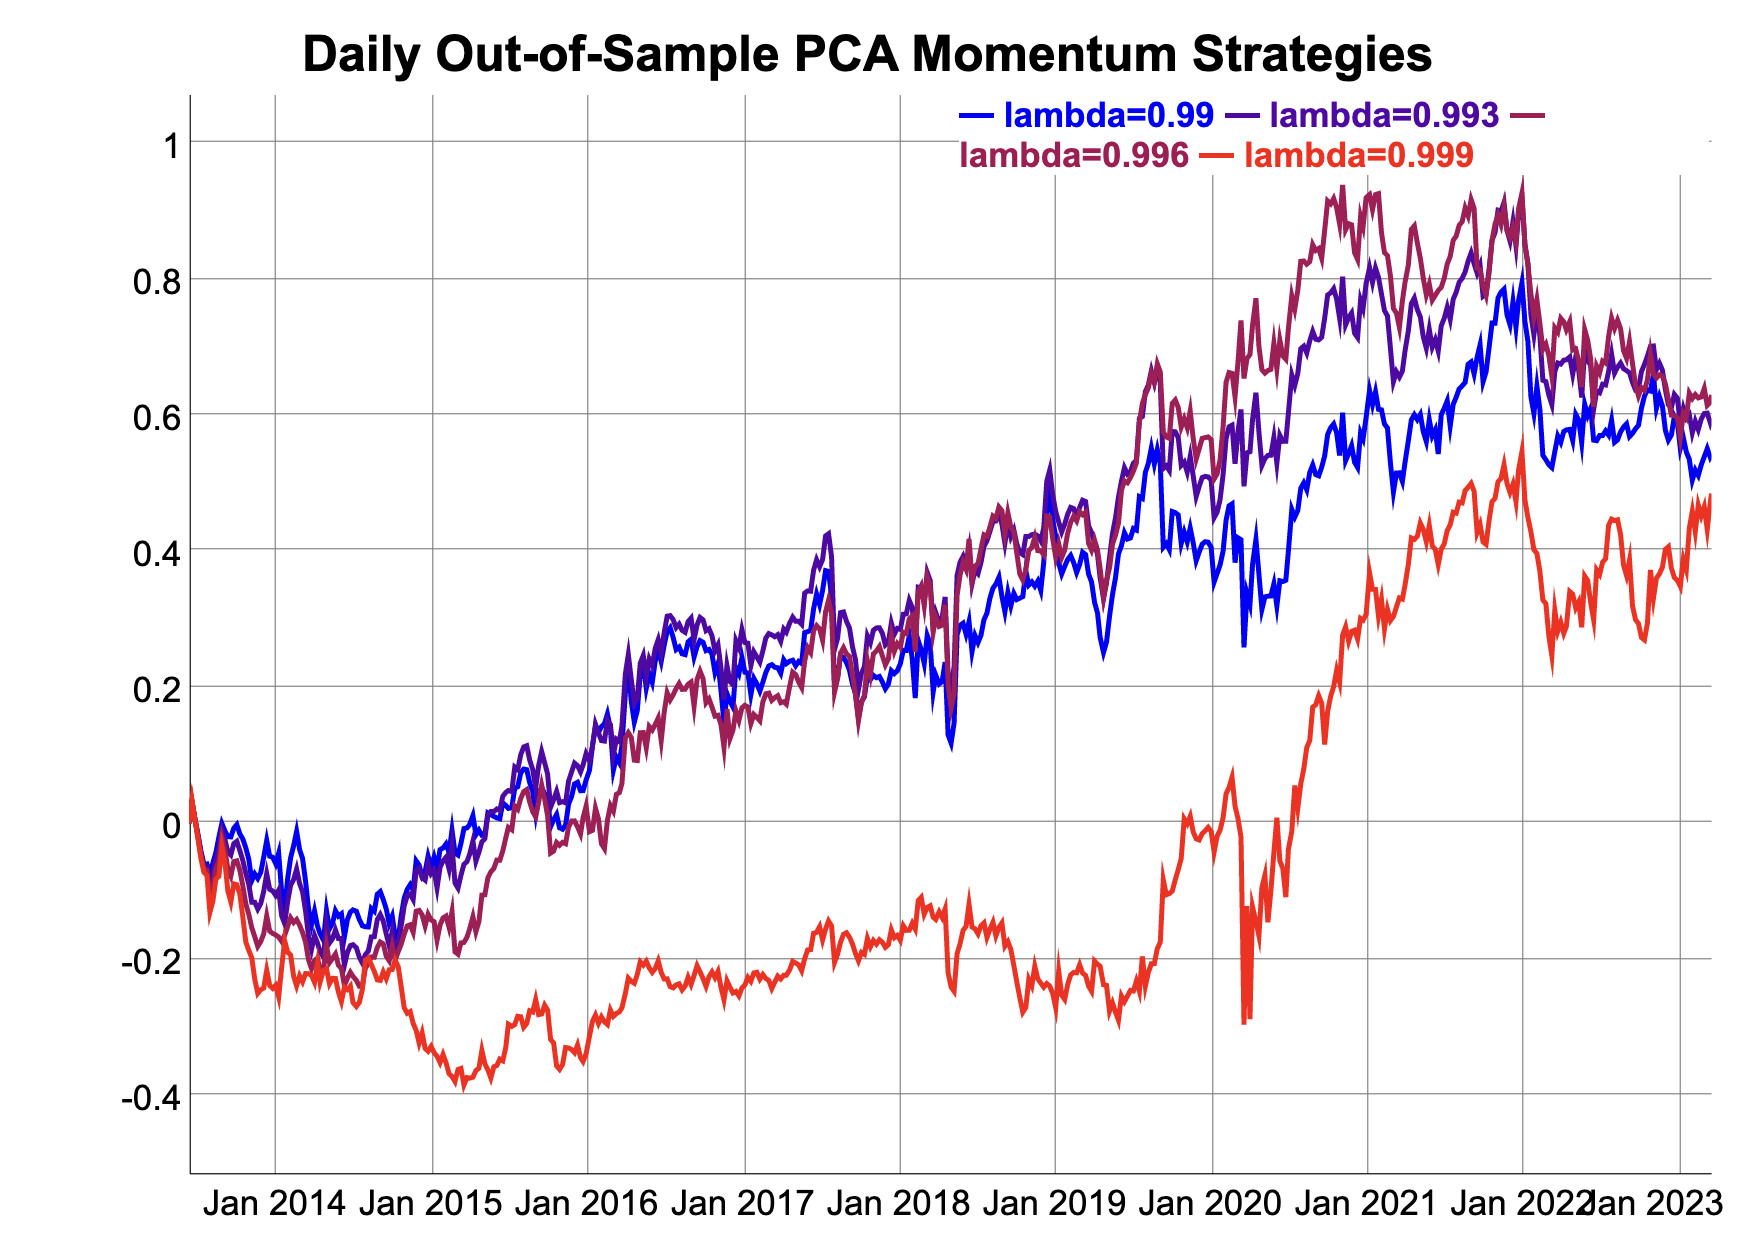 Daily Out-of-Sample PCA Momentum Strategies
lambda=0.99 lambda=0.993
lambda=0.996 lambda=0.999
1
0.8
0.6
0.4
0.2
0
-0.2
-0.4
Jan 2014 Jan 2015 Jan 2016 Jan 2017 Jan 2018 Jan 2019 Jan 2020 Jan 2021 Jan 2022 Jan 2023